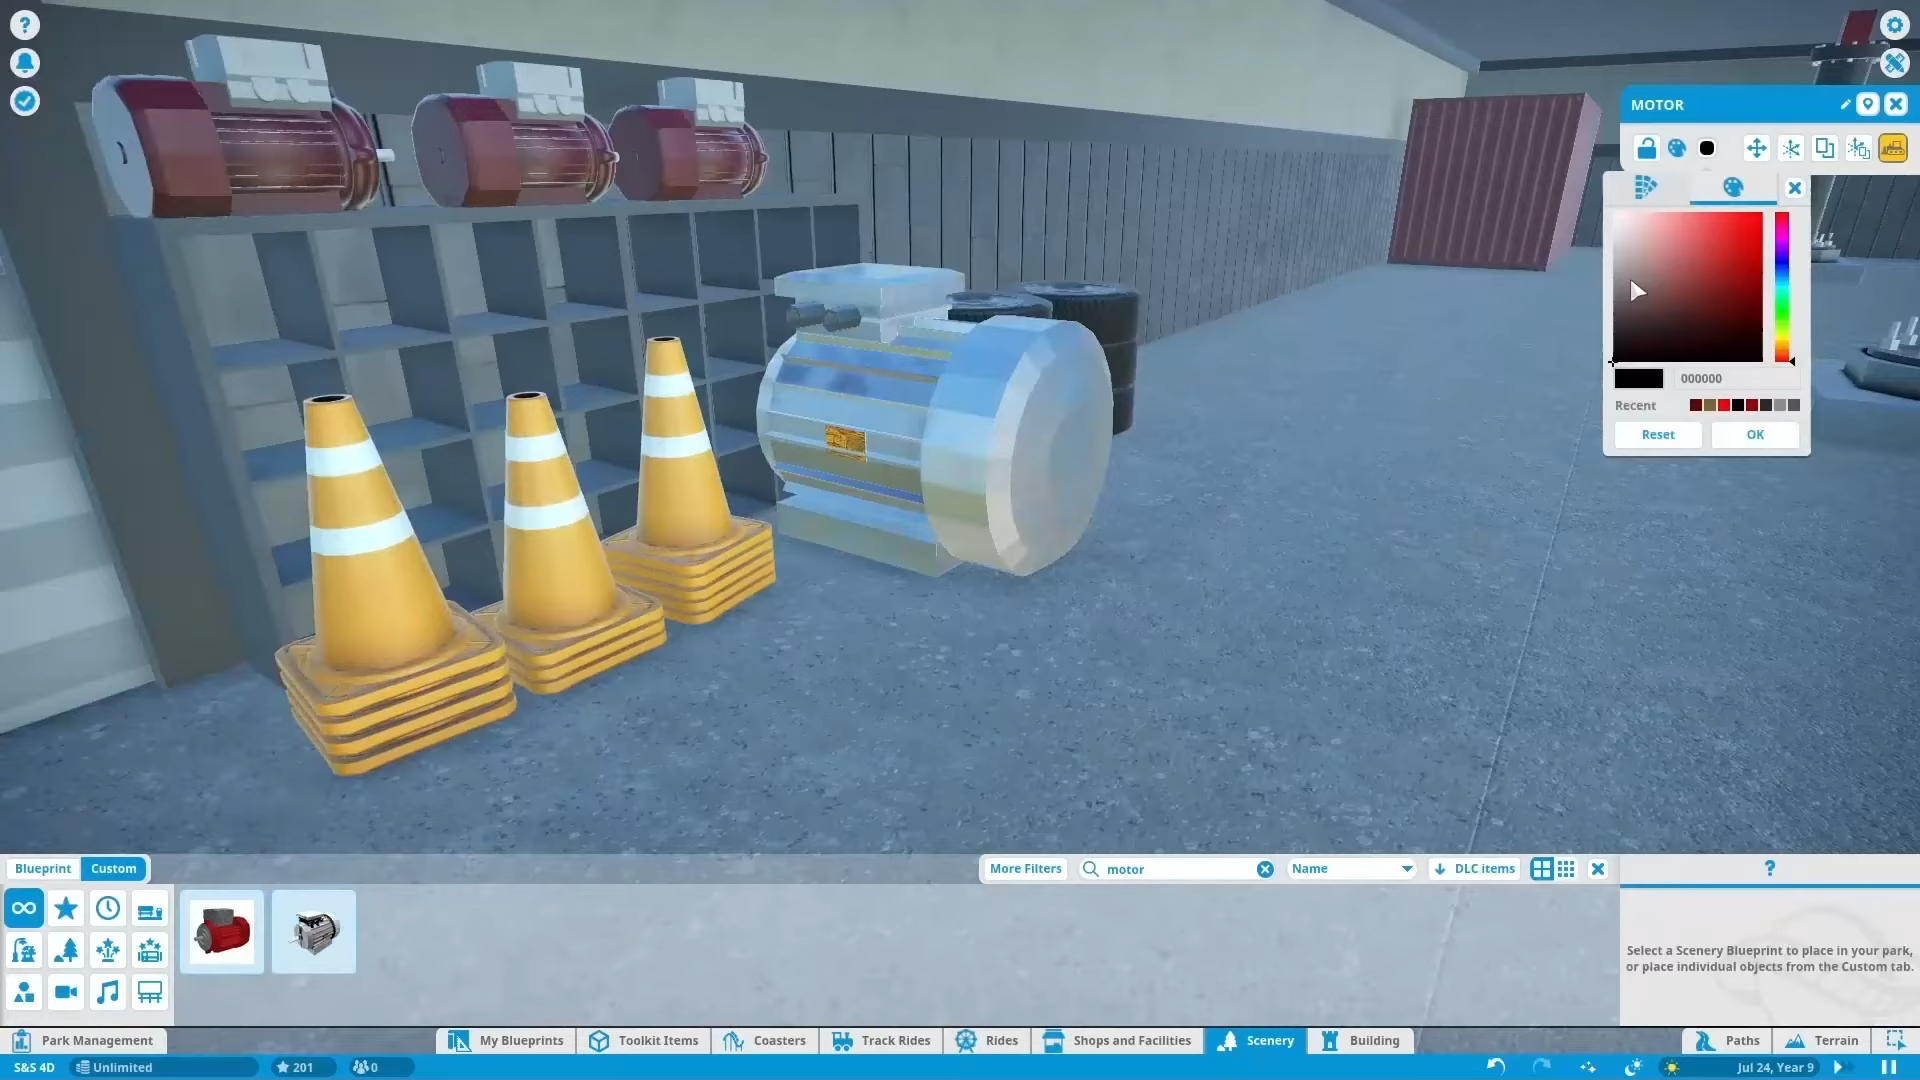 MOTOR
000000
Recent
Reset
OK
Blueprint
Custom
More Filters
motor
Name
DLC items
Select a Scenery Blueprint to place in your park,
or place individual objects from the Custom tab.
Park Management
My Blueprints
Toolkit Items
Coasters
Track Rides
Rides
Shops and Facilities
Scenery
Building
Paths
Terrain
S&S 4D
Unlimited
201
0
Jul 24, Year 9